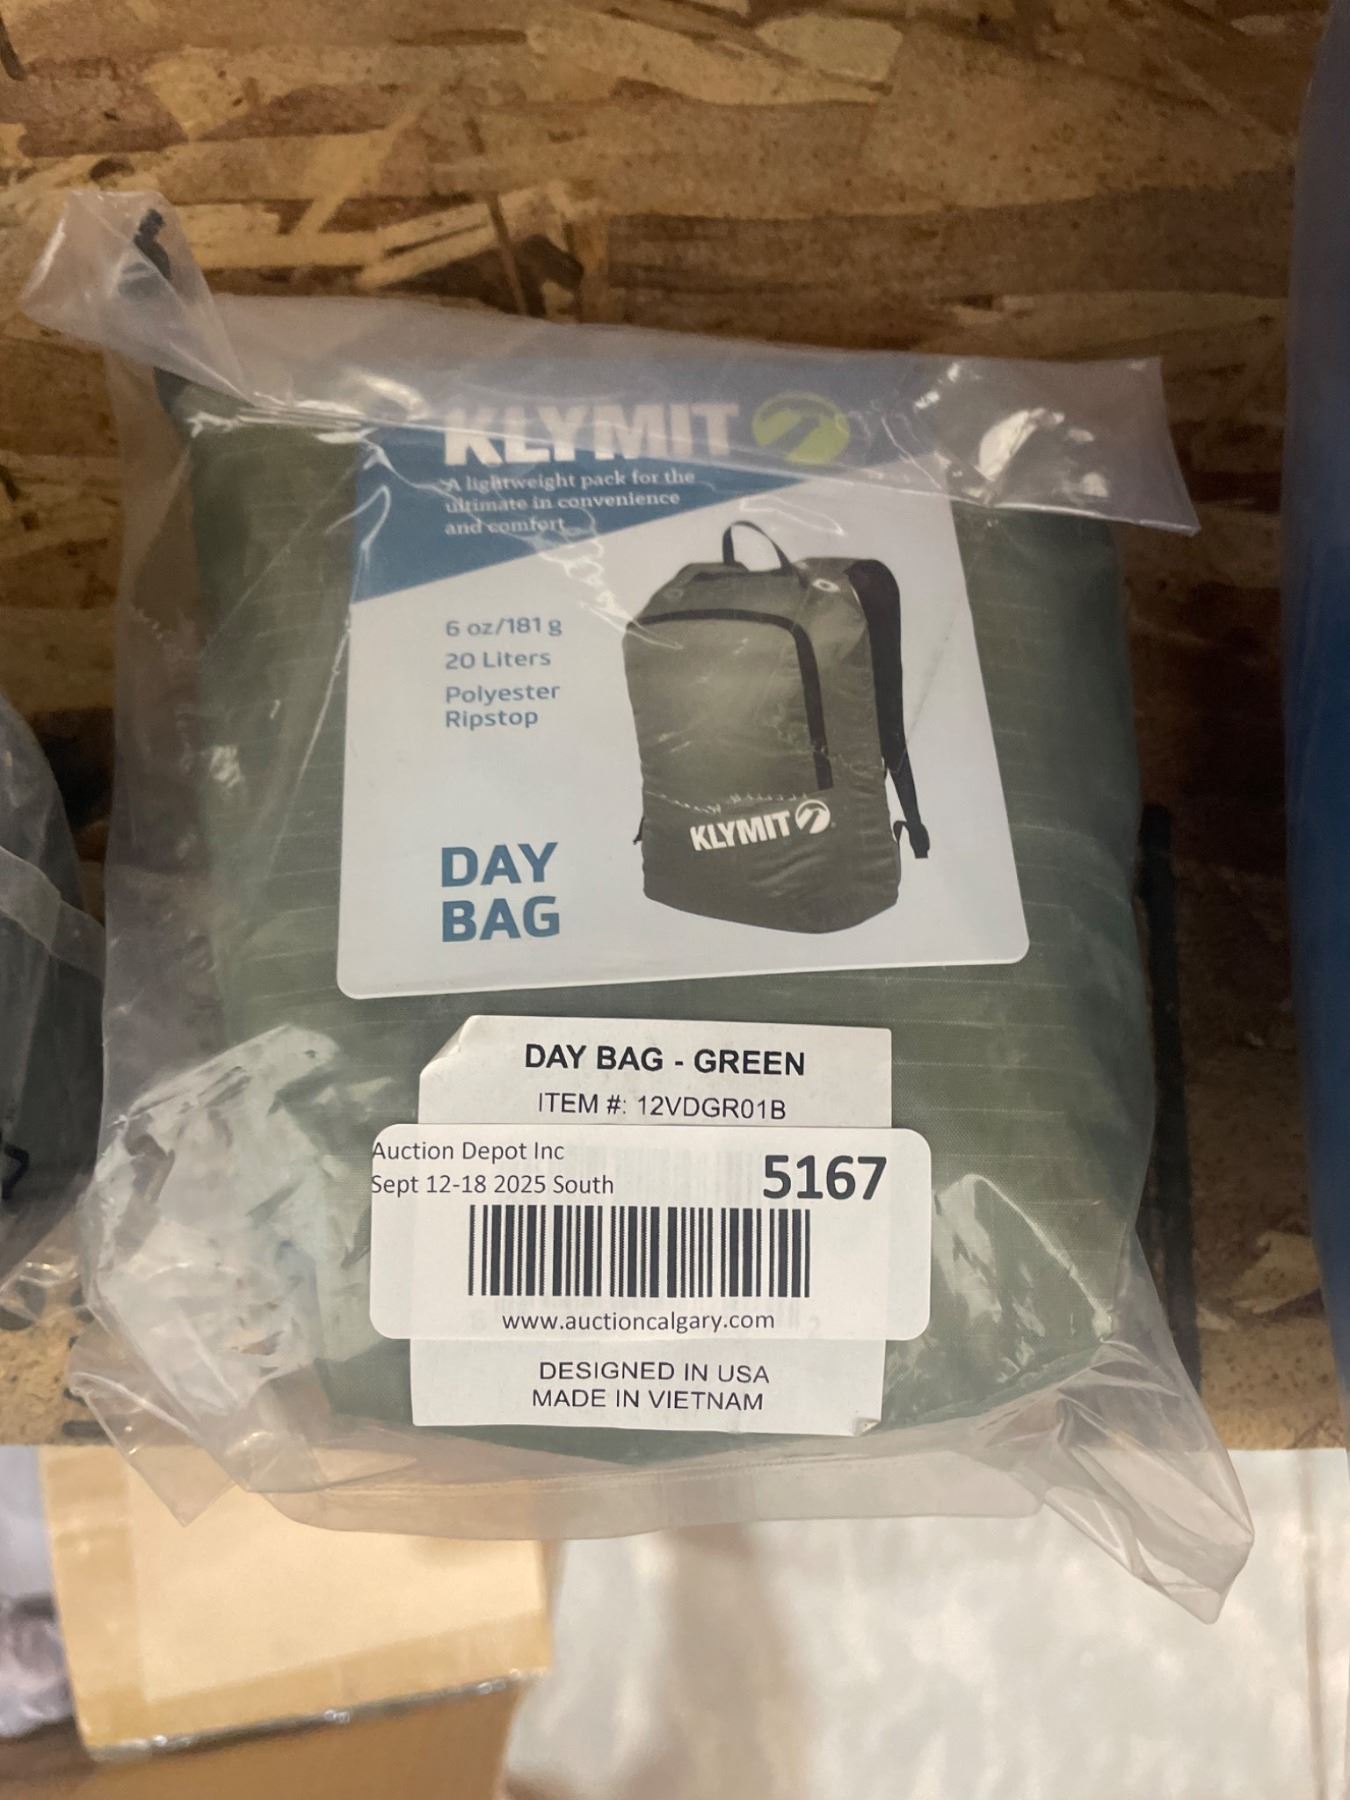 KLYMIT
A lightweight pack for the
ultimate in convenience
and comfort
6 oz/181 g
20 Liters
Polyester
Ripstop
KLYMIT
DAY
BAG
DAY BAG - GREEN
ITEM #: 12VDGR01B
Auction Depot Inc
5167
Sept 12-18 2025 South
www.auctioncalgary.com
DESIGNED IN USA
MADE IN VIETNAM